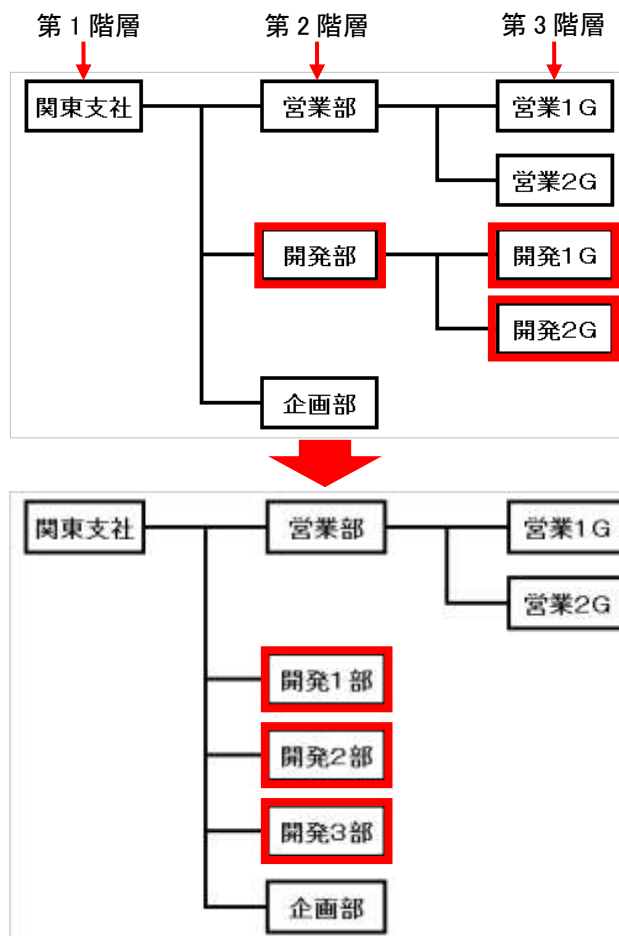 第1階層 第2階層 第3階層
関東支社 営業部 営業1G
営業2G
開発部 開発1G
開発2G
企画部
関東支社 営業部 営業1G
営業2G
開発1部
開発2部
開発3部
企画部